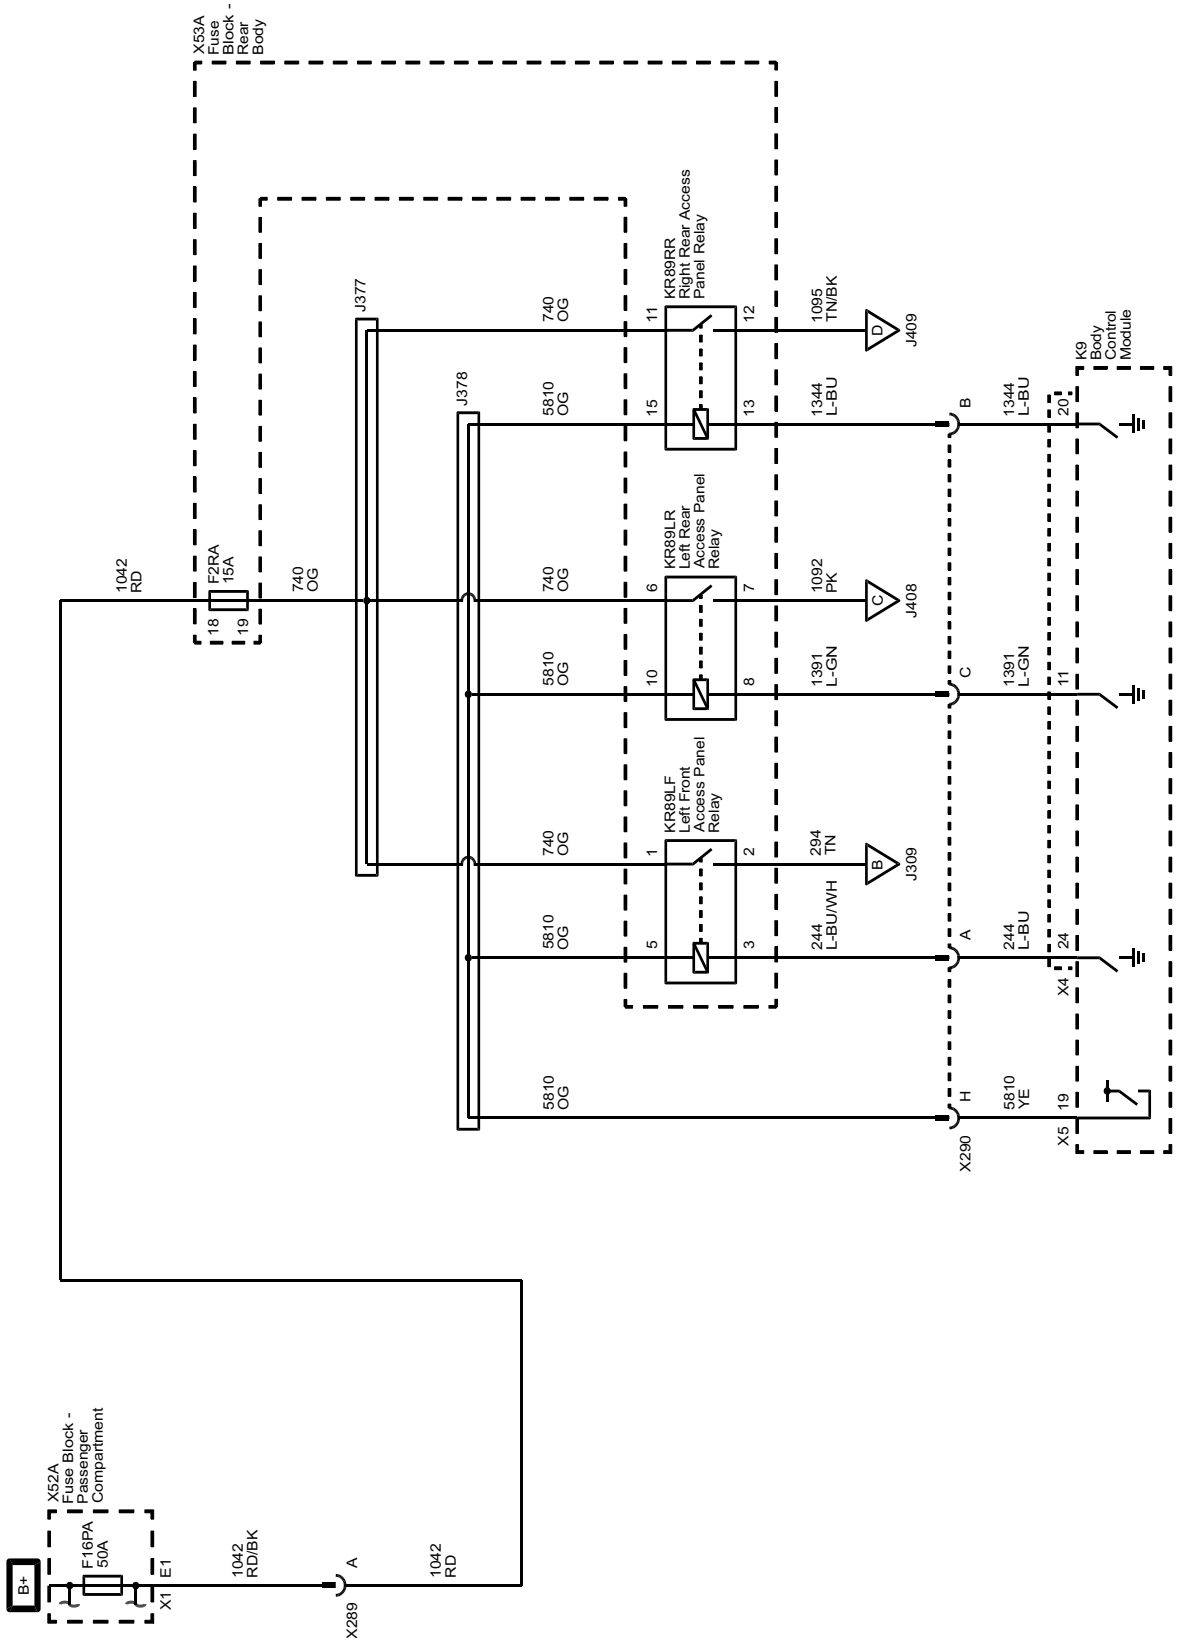 X53A
Fuse
Block -
Rear
Body
1042
RD
F2RA
15A
18
19
740
OG
J377
J378
740
OG
5810
OG
740
OG
5810
OG
740
OG
5810
OG
5810
OG
KR89RR
Right Rear Access
Panel Relay
11
15
12
13
KR89LR
Left Rear
Access Panel
Relay
6
10
7
8
KR89LF
Left Front
Access Panel
Relay
1
5
2
3
1095
TN/BK
D
J409
1344
L-BU
1092
PK
C
J408
1391
L-GN
294
TN
B
J309
244
L-BU/WH
B
C
A
H
X290
1344
L-BU
1391
L-GN
244
L-BU
5810
YE
20
11
24
X4
19
X5
K9
Body
Control
Module
B+
X52A
Fuse Block -
Passenger
Compartment
F16PA
50A
E1
X1
1042
RD/BK
A
X289
1042
RD